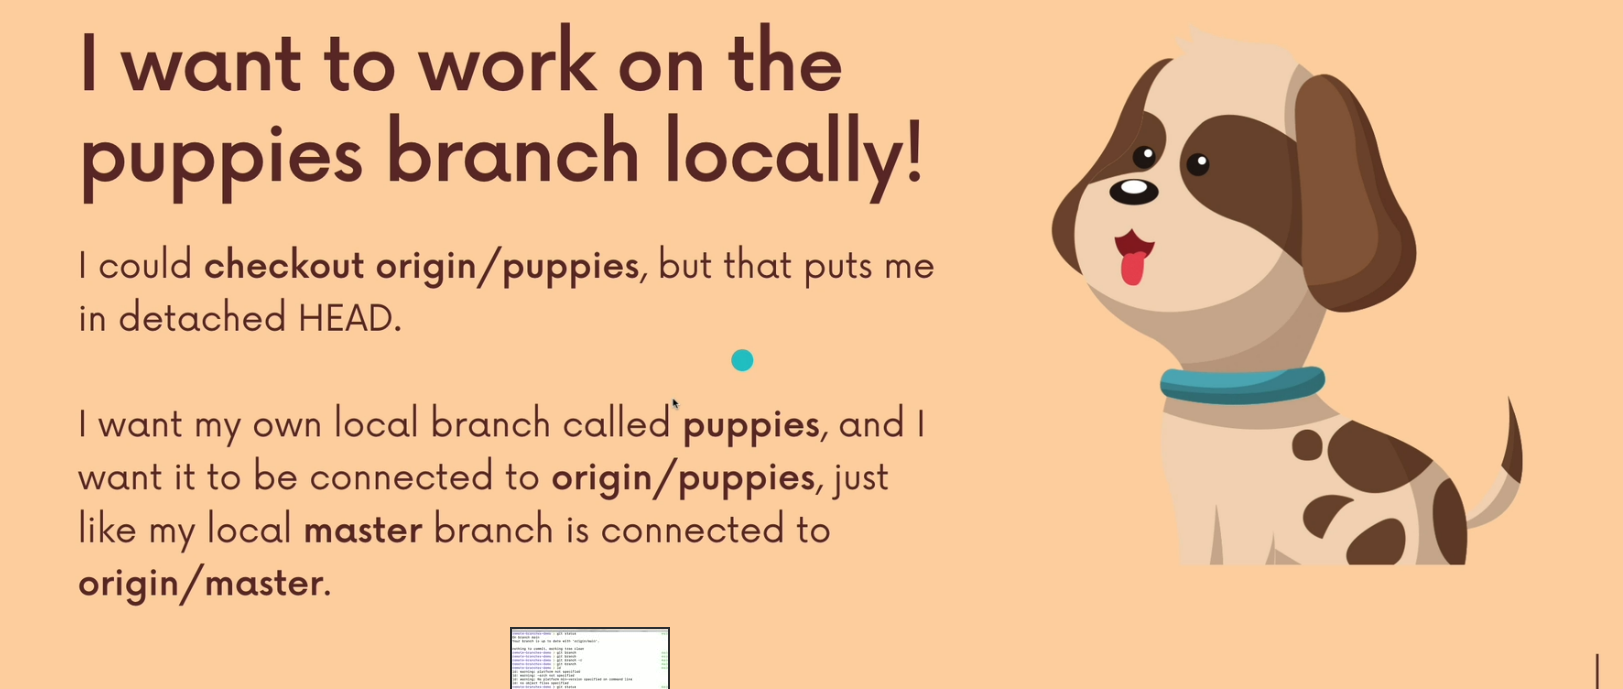 I want to work on the
puppies branch locally!
I could checkout origin/puppies, but that puts me
in detached HEAD.
I want my own local branch called puppies, and I
want it to be connected to origin/puppies, just
like my local master branch is connected to
origin/master.